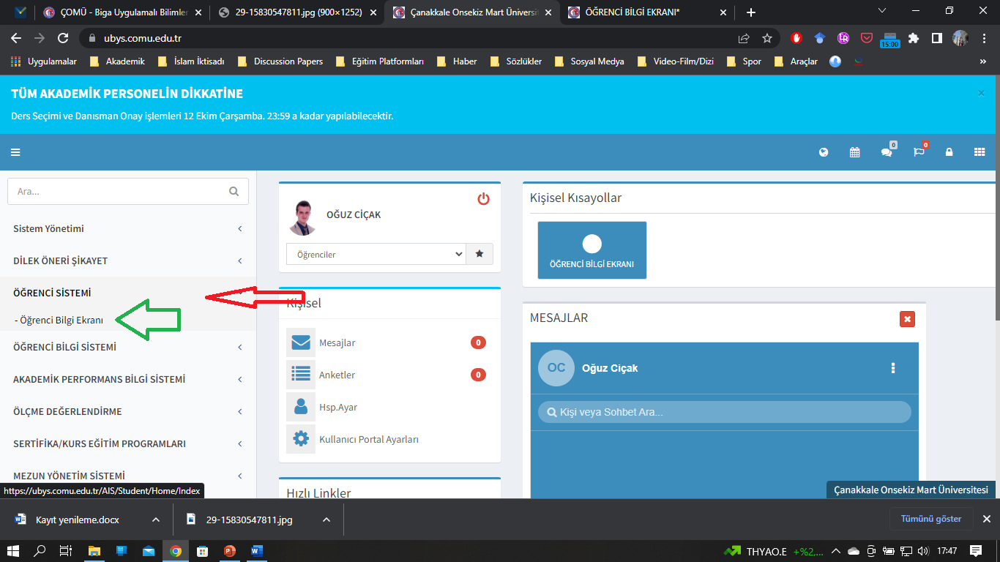 ÇOMÜ - Biga Uygulamalı Bilimler
29-15830547811.jpg (900×1252)
Çanakkale Onsekiz Mart Üniversit
ÖĞRENCİ BİLGİ EKRANI*
ubys.comu.edu.tr
15:00
Uygulamalar
Akademik
İslam İktisadı
Discussion Papers
Eğitim Platformları
Haber
Sözlükler
Sosyal Medya
Video-Film/Dizi
Spor
Araçlar
TÜM AKADEMİK PERSONELİN DİKKATİNE
Ders Seçimi ve Danısman Onay işlemleri 12 Ekim Çarşamba. 23:59 a kadar yapılabilecektir.
0
0
Ara...
Sistem Yönetimi
DİLEK ÖNERİ ŞİKAYET
ÖĞRENCİ SİSTEMİ
- Öğrenci Bilgi Ekranı
ÖĞRENCİ BİLGİ SİSTEMİ
AKADEMİK PERFORMANS BİLGİ SİSTEMİ
ÖLÇME DEĞERLENDİRME
SERTİFİKA/KURS EĞİTİM PROGRAMLARI
MEZUN YÖNETİM SİSTEMİ
https://ubys.comu.edu.tr/AIS/Student/Home/Index
OĞUZ CİÇAK
Öğrenciler
Kişisel
Mesajlar
0
Anketler
0
Hsp.Ayar
Kullanıcı Portal Ayarları
Hızlı Linkler
Kişisel Kısayollar
ÖĞRENCİ BİLGİ EKRANI
MESAJLAR
OC
Oğuz Ciçak
Kişi veya Sohbet Ara...
Çanakkale Onsekiz Mart Üniversitesi
Kayıt yenileme.docx
29-15830547811.jpg
Tümünü göster
THYAO.E +%2,...
17:47